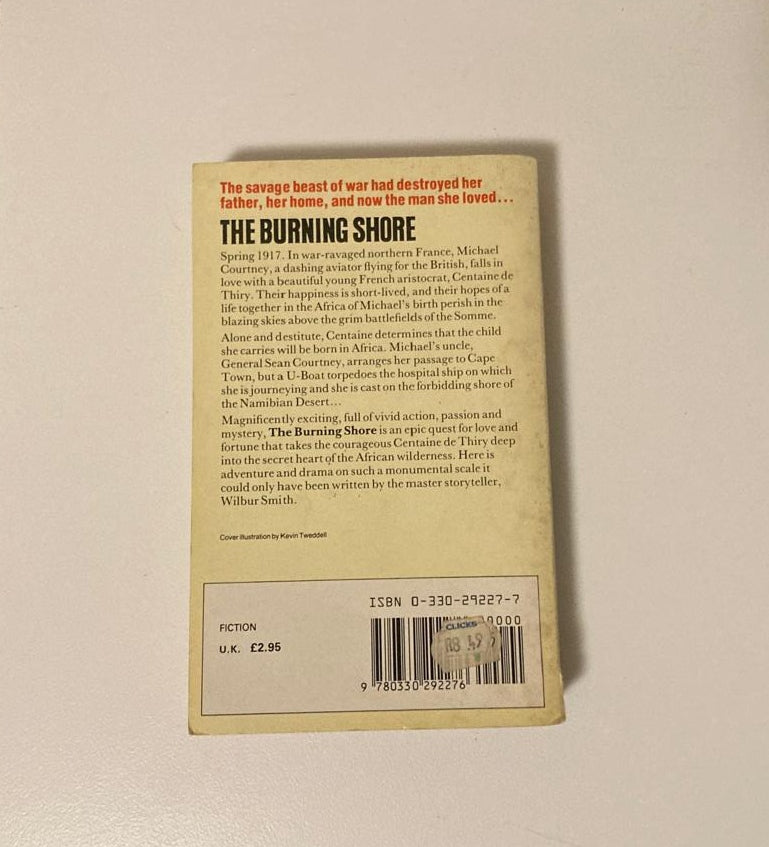 The savage beast of war had destroyed her
father, her home, and now the man she loved...
THE BURNING SHORE
Spring 1917. In war-ravaged northern France, Michael
Courtney, a dashing aviator flying for the British, falls in
love with a beautiful young French aristocrat, Centaine de
Thiry. Their happiness is short-lived, and their hopes of a
life together in the Africa of Michael's birth perish in the
blazing skies above the grim battlefields of the Somme.
Alone and destitute, Centaine determines that the child
she carries will be born in Africa. Michael's uncle,
General Sean Courtney, arranges her passage to Cape
Town, but a U-Boat torpedoes the hospital ship on which
she is journeying and she is cast on the forbidding shore of
the Namibian Desert...
Magnificently exciting, full of vivid action, passion and
mystery, The Burning Shore is an epic quest for love and
fortune that takes the courageous Centaine de Thiry deep
into the secret heart of the African wilderness. Here is
adventure and drama on such a monumental scale it
could only have been written by the master storyteller,
Wilbur Smith.
Cover illustration by Kevin Tweddell
ISBN 0-330-29227-7
FICTION
U.K. £2.95
0000
CLICKS
9 780330 292276